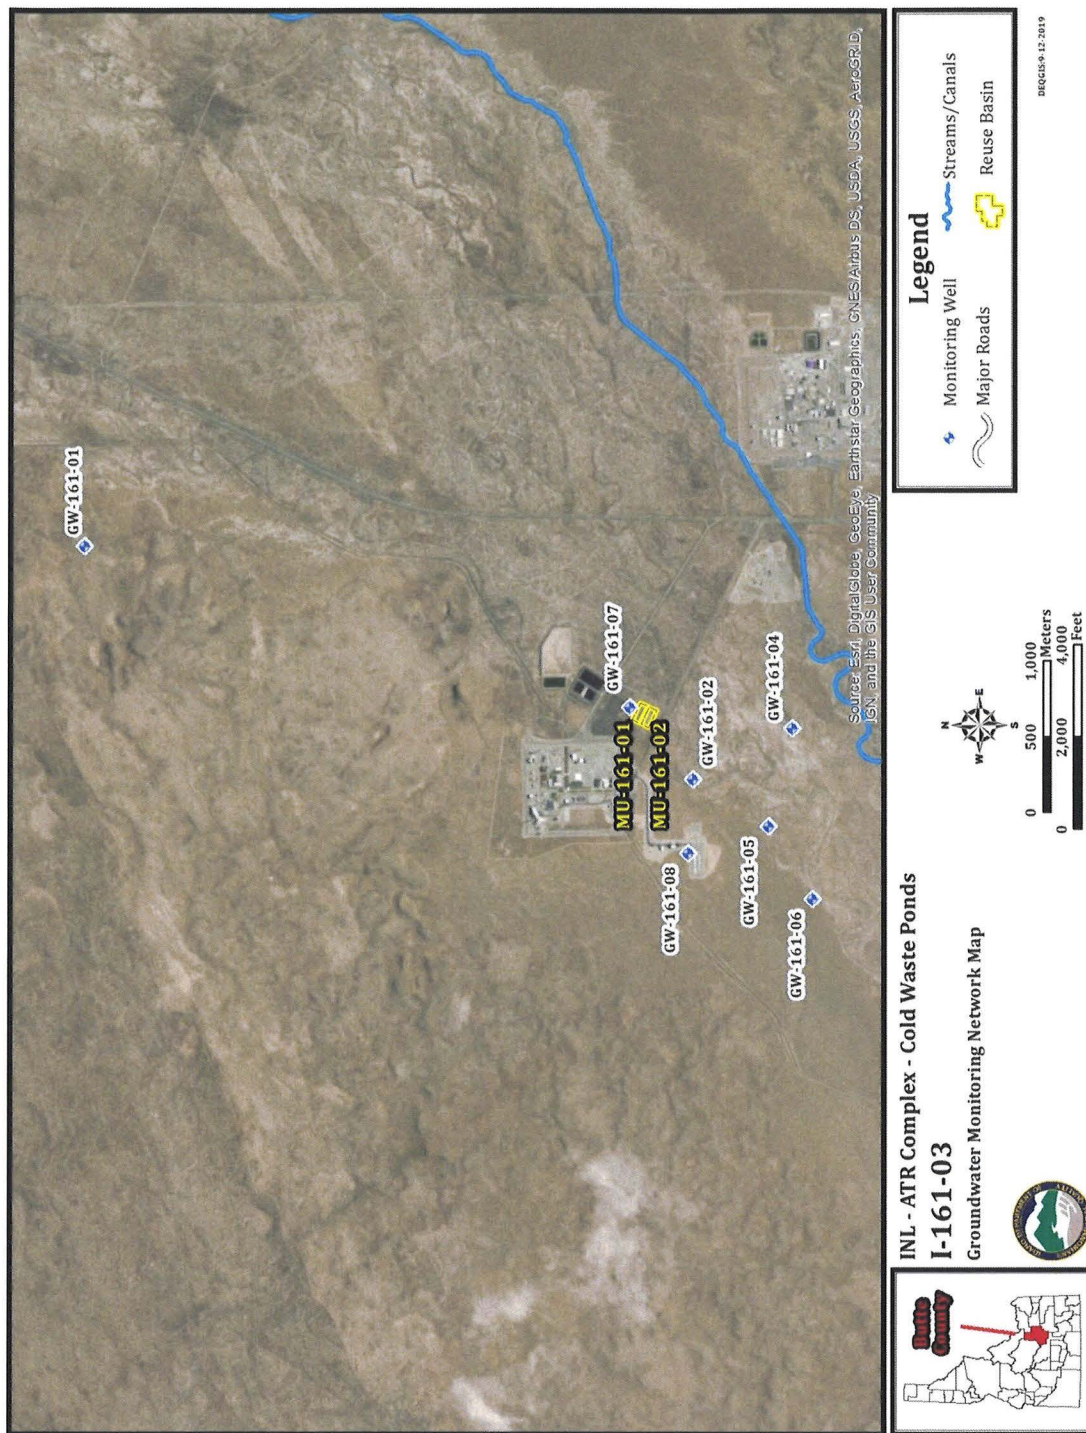 GW-161-01
GW-161-07
MU-161-01
MU-161-02
GW-161-02
GW-161-08
GW-161-04
GW-161-05
GW-161-06
Source: Esri, DigitalGlobe, GeoEye, Earthstar Geographics, CNES/Airbus DS, USDA, USGS, AeroGRID,
IGN, and the GIS User Community
Butte
County
INL - ATR Complex - Cold Waste Ponds
I-161-03
Groundwater Monitoring Network Map
IDAHO DEPARTMENT OF
N
W E
S
0 500 1,000
Meters
0 2,000 4,000
Feet
Legend
Monitoring Well
Streams/Canals
Major Roads
Reuse Basin
DEQGIS:9-12-2019